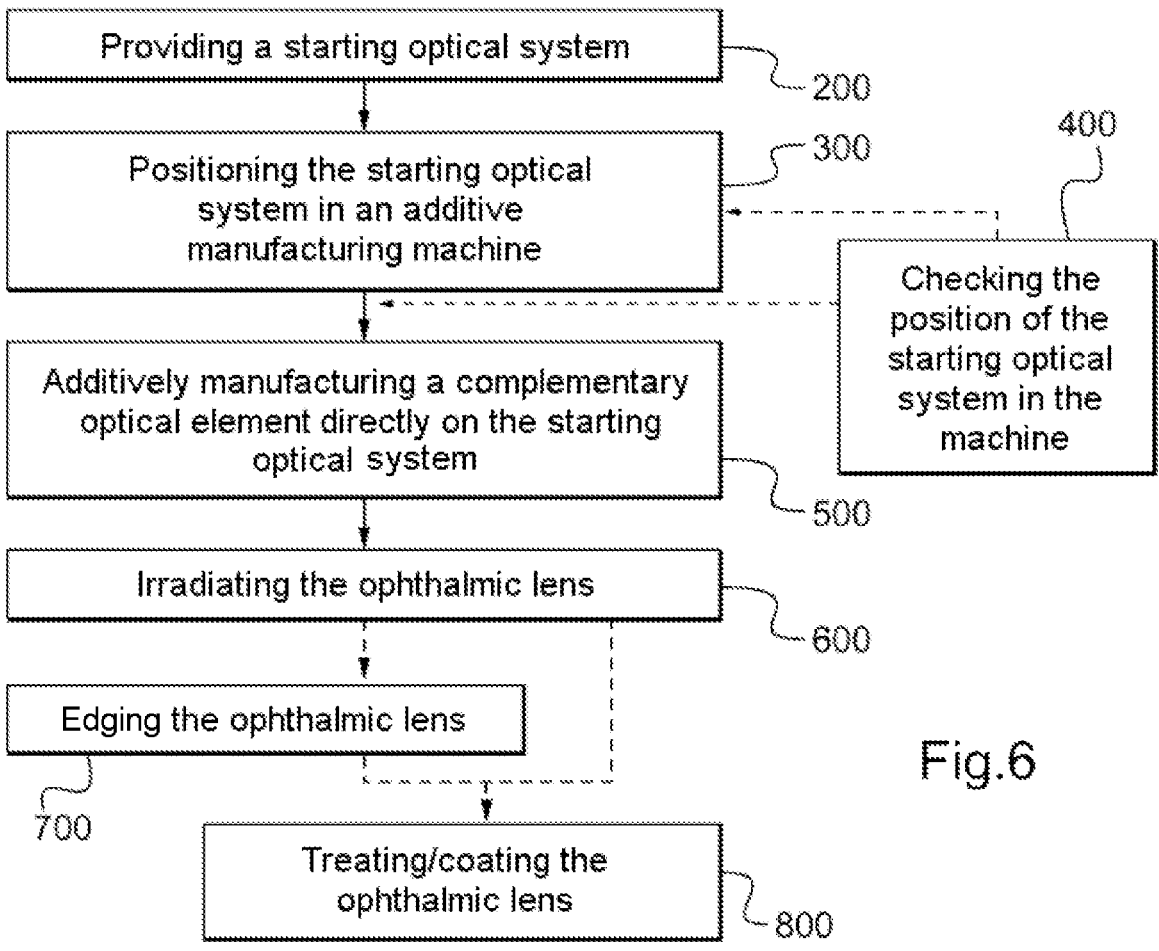 Providing a starting optical system
200
Positioning the starting optical
system in an additive
manufacturing machine
300
400
Checking the
position of the
starting optical
system in the
machine
Additively manufacturing a complementary
optical element directly on the starting
optical system
500
Irradiating the ophthalmic lens
600
Edging the ophthalmic lens
700
Fig.6
Treating/coating the
ophthalmic lens
800